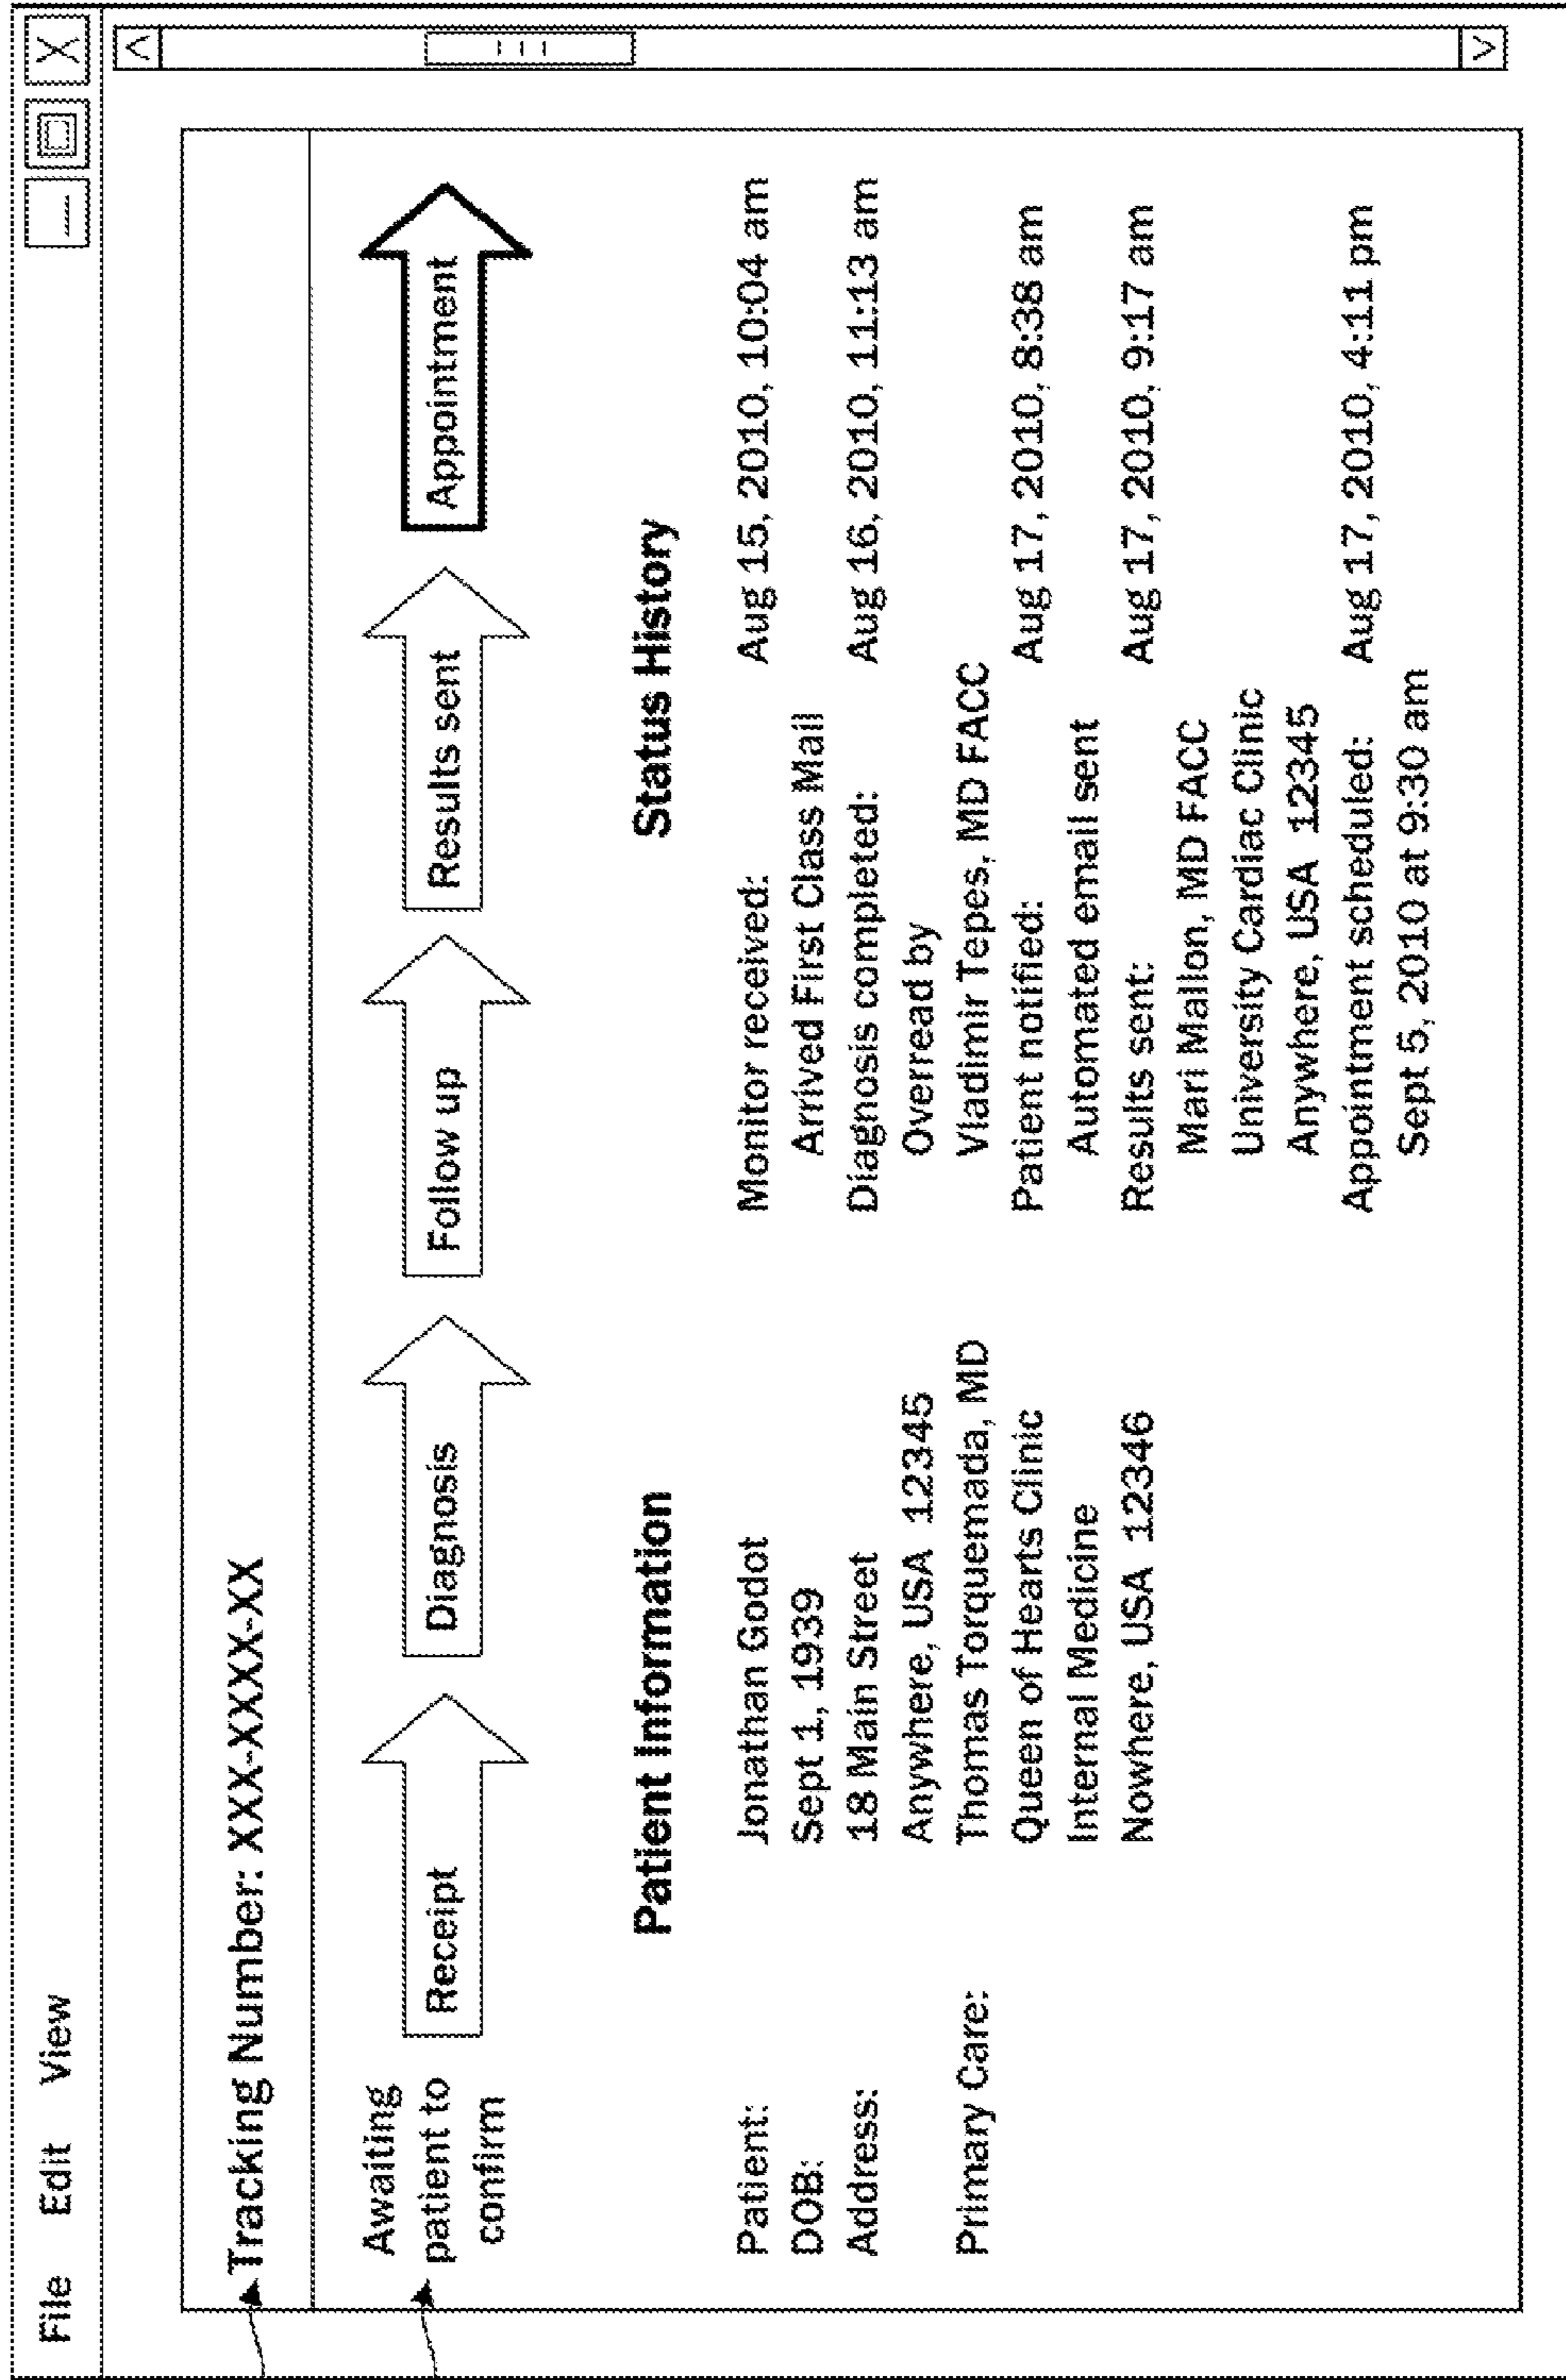 File Edit View
Tracking Number: XXX-XXXX-XX
Awaiting
patient to
confirm
Receipt
Diagnosis
Follow up
Results sent
Appointment
Patient Information
Patient: Jonathan Godot
DOB: Sept 1, 1939
Address: 18 Main Street
Anywhere, USA 12345
Primary Care: Thomas Torquemada, MD
Queen of Hearts Clinic
Internal Medicine
Nowhere, USA 12346
Status History
Monitor received: Aug 15, 2010, 10:04 am
Arrived First Class Mail
Diagnosis completed: Aug 16, 2010, 11:13 am
Overread by
Vladimir Tepes, MD FACC
Patient notified: Aug 17, 2010, 8:38 am
Automated email sent
Results sent: Aug 17, 2010, 9:17 am
Mari Mallon, MD FACC
University Cardiac Clinic
Anywhere, USA 12345
Appointment scheduled: Aug 17, 2010, 4:11 pm
Sept 5, 2010 at 9:30 am